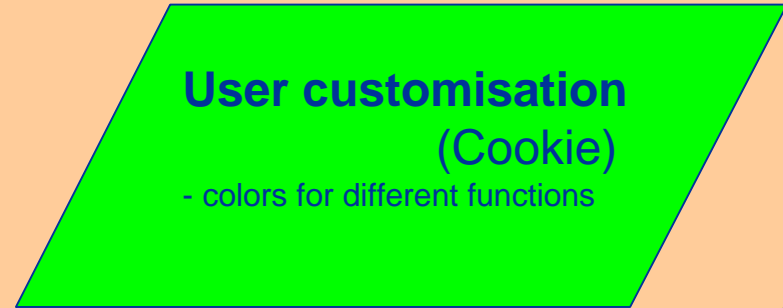 User customisation
(Cookie)
- colors for different functions